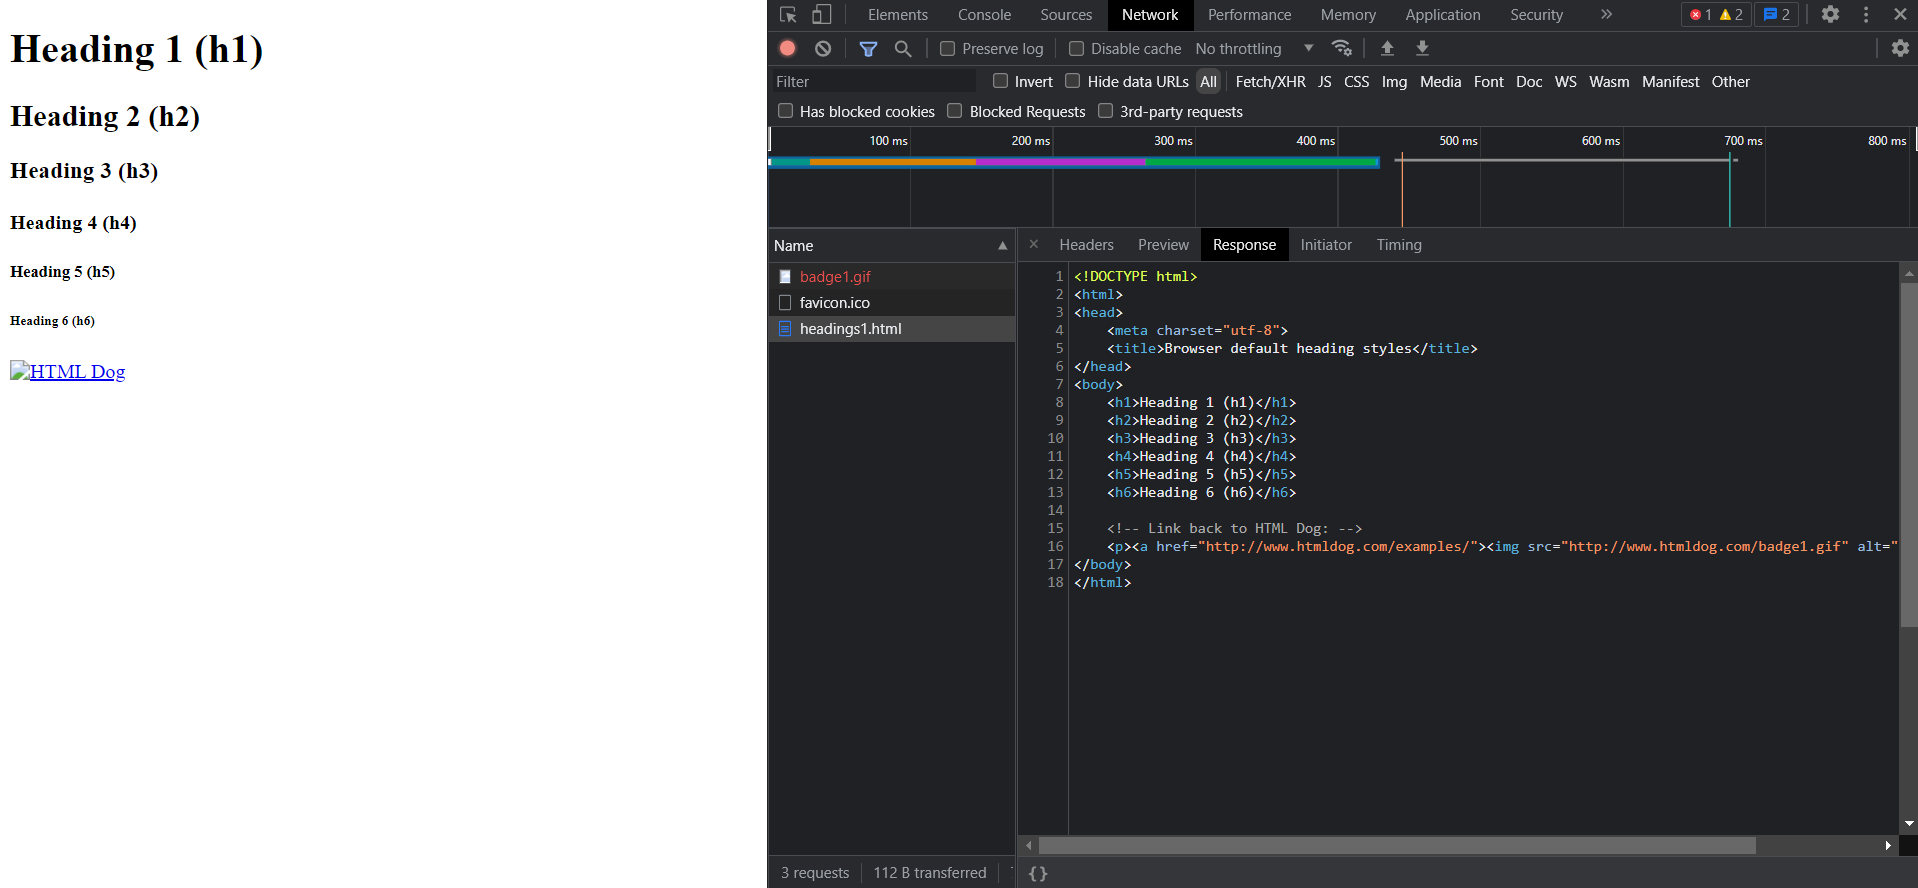 Heading 1 (h1)
Heading 2 (h2)
Heading 3 (h3)
Heading 4 (h4)
Heading 5 (h5)
Heading 6 (h6)
HTML Dog
Elements Console Sources Network Performance Memory Application Security » 1 2 2
Preserve log Disable cache No throttling
Filter Invert Hide data URLs All Fetch/XHR JS CSS Img Media Font Doc WS Wasm Manifest Other
Has blocked cookies Blocked Requests 3rd-party requests
100 ms 200 ms 300 ms 400 ms 500 ms 600 ms 700 ms 800 ms
Name
badge1.gif
favicon.ico
headings1.html
3 requests 112 B transferred
Headers Preview Response Initiator Timing
1 <!DOCTYPE html>
2 <html>
3 <head>
4 <meta charset="utf-8">
5 <title>Browser default heading styles</title>
6 </head>
7 <body>
8 <h1>Heading 1 (h1)</h1>
9 <h2>Heading 2 (h2)</h2>
10 <h3>Heading 3 (h3)</h3>
11 <h4>Heading 4 (h4)</h4>
12 <h5>Heading 5 (h5)</h5>
13 <h6>Heading 6 (h6)</h6>
14
15 <!-- Link back to HTML Dog: -->
16 <p><a href="http://www.htmldog.com/examples/"><img src="http://www.htmldog.com/badge1.gif" alt="
17 </body>
18 </html>
{}